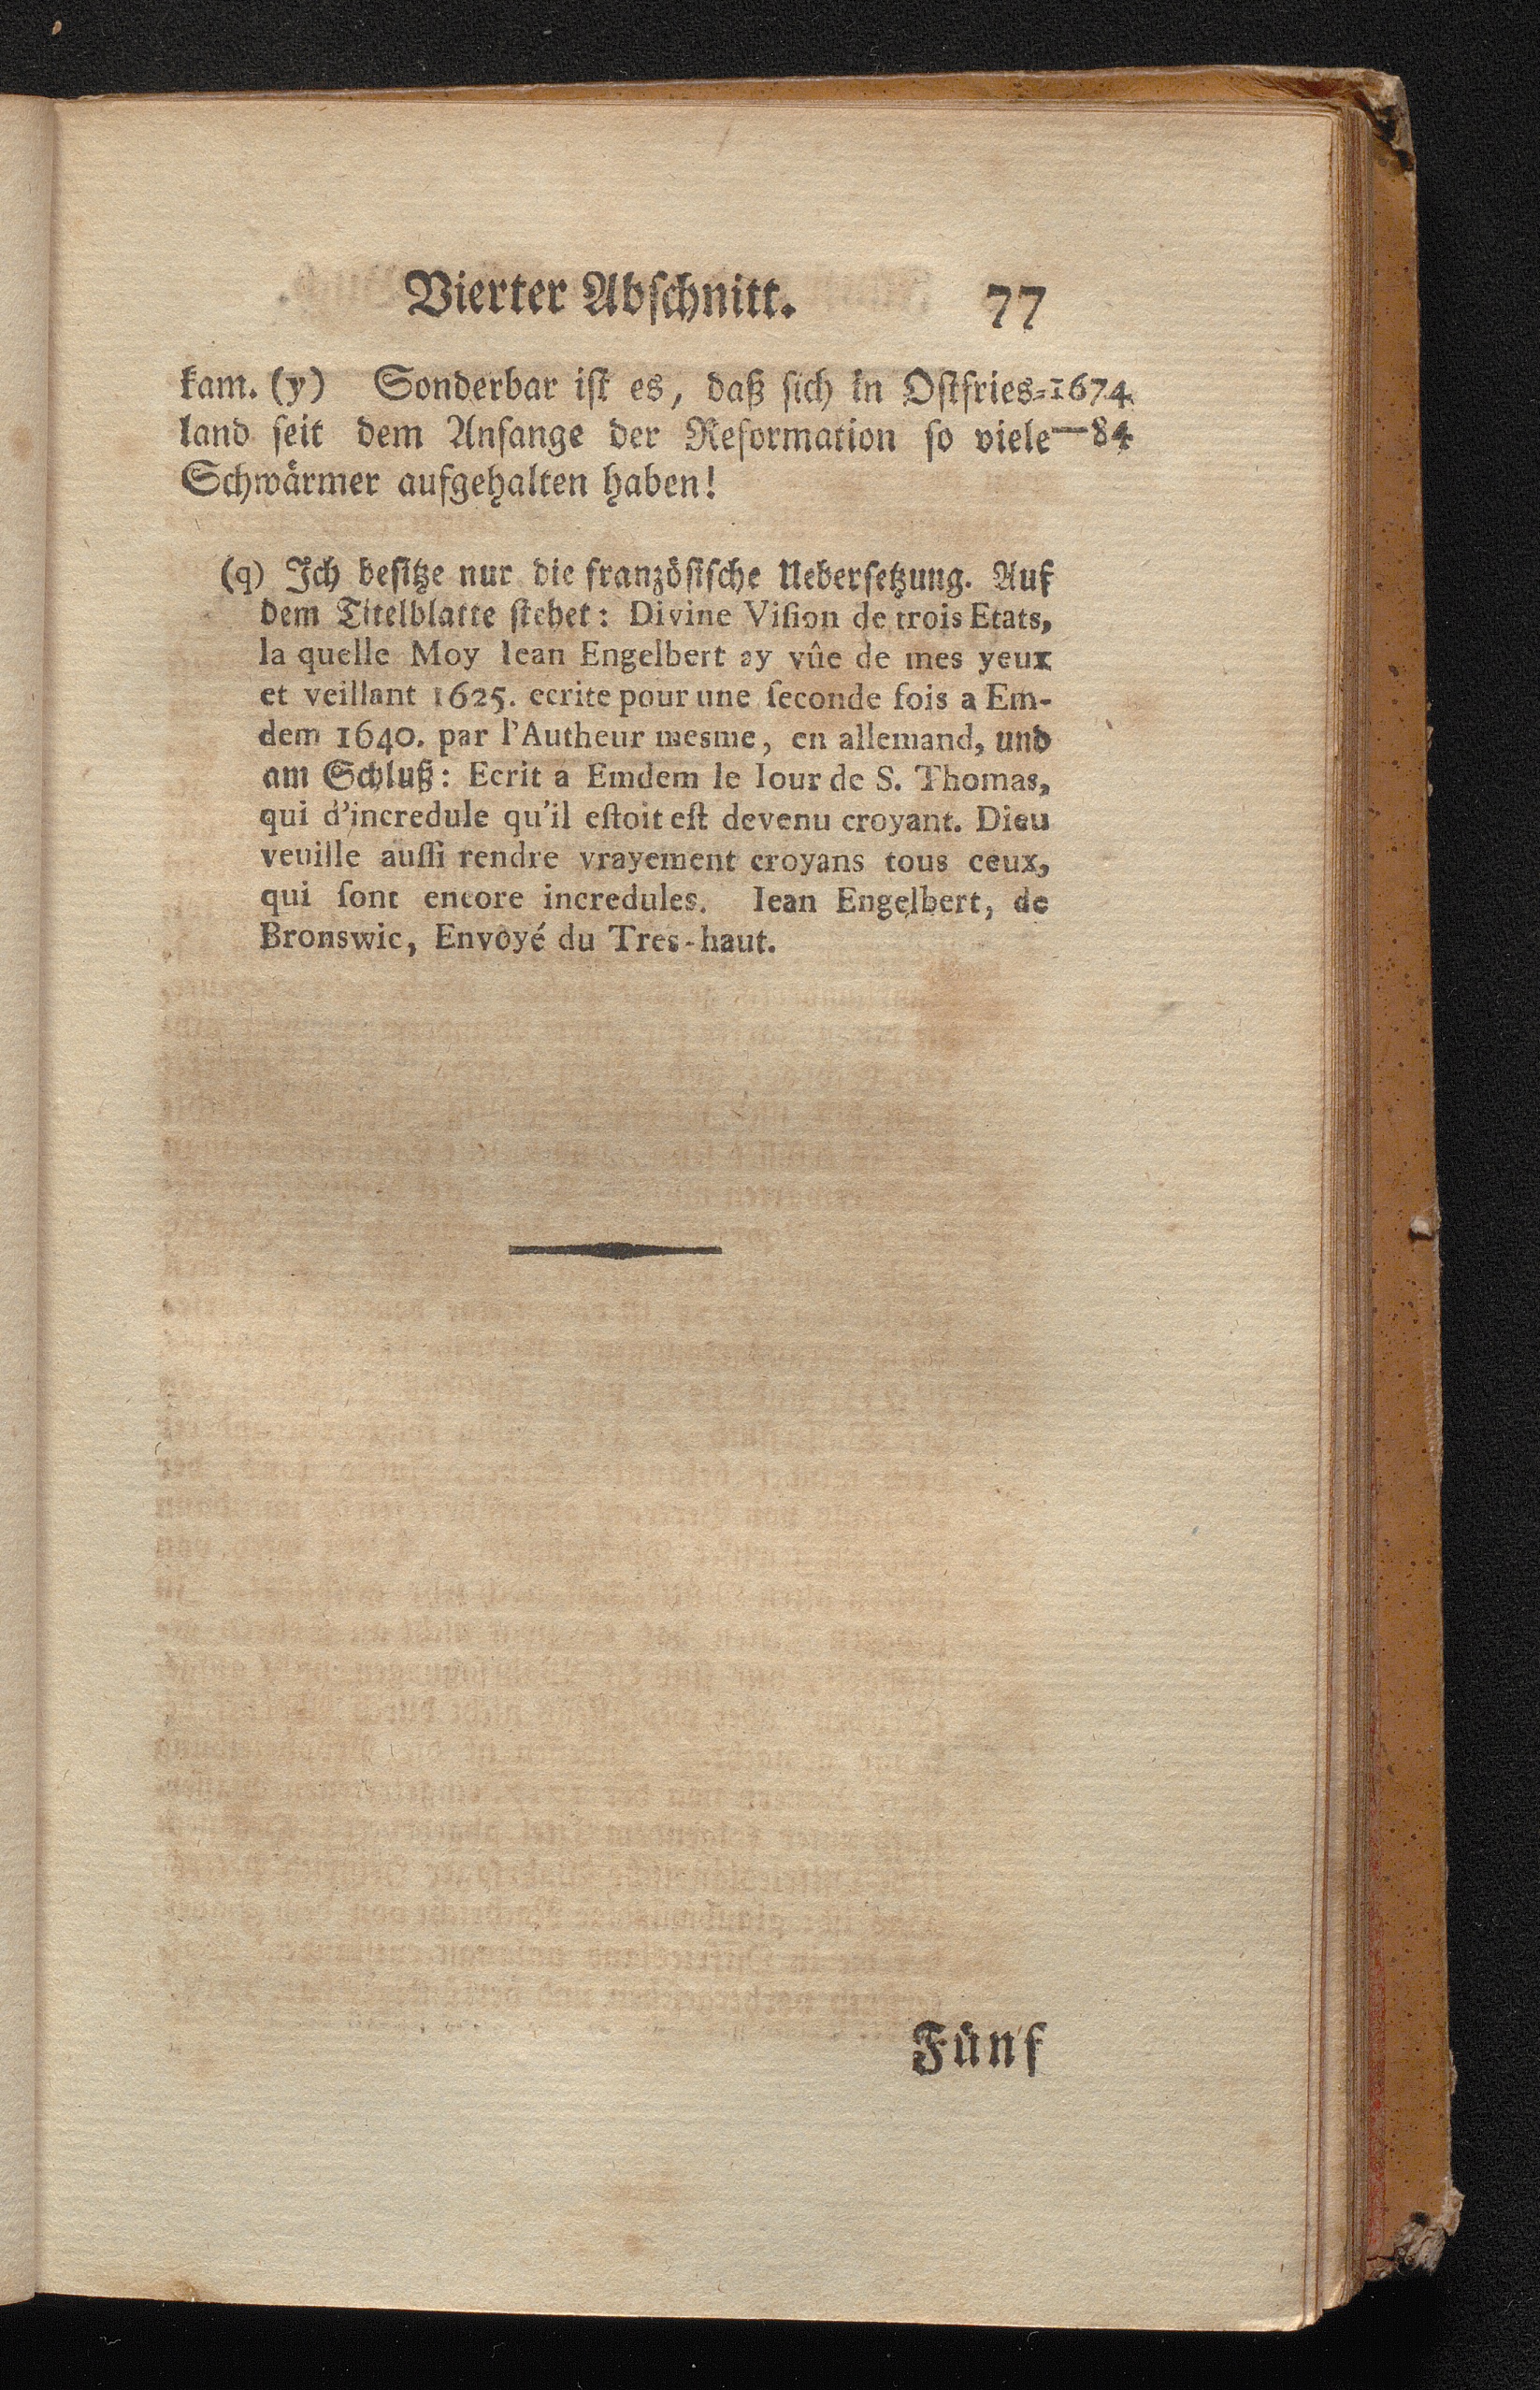 Vierter Abschnitt. 77
kam. (y) Sonderbar ist es, daß sich in Ostfries= 1674.
land seit dem Anfange der Reformation so viele —84
Schwärmer aufgehalten haben!
(q) Ich besitze nur die französische Uebersetzung. Auf
dem Titelblatte stehet: Divine Viſion de trois Etats,
la quelle Moy Iean Engelbert ay vûe de mes yeux
et veillant 1625. ecrite pour une ſeconde fois a Em-
dem 1640. par l'Autheur mesme, en allemand, und
am Schluß: Ecrit a Emdem le Iour de S. Thomas,
qui d'incredule qu'il eſtoit eſt devenu croyant. Dieu
veuille auſſi rendre vrayement croyans tous ceux,
qui ſont encore incredules. Iean Engelbert, de
Bronswic, Envoyé du Tres-haut.
Fünf